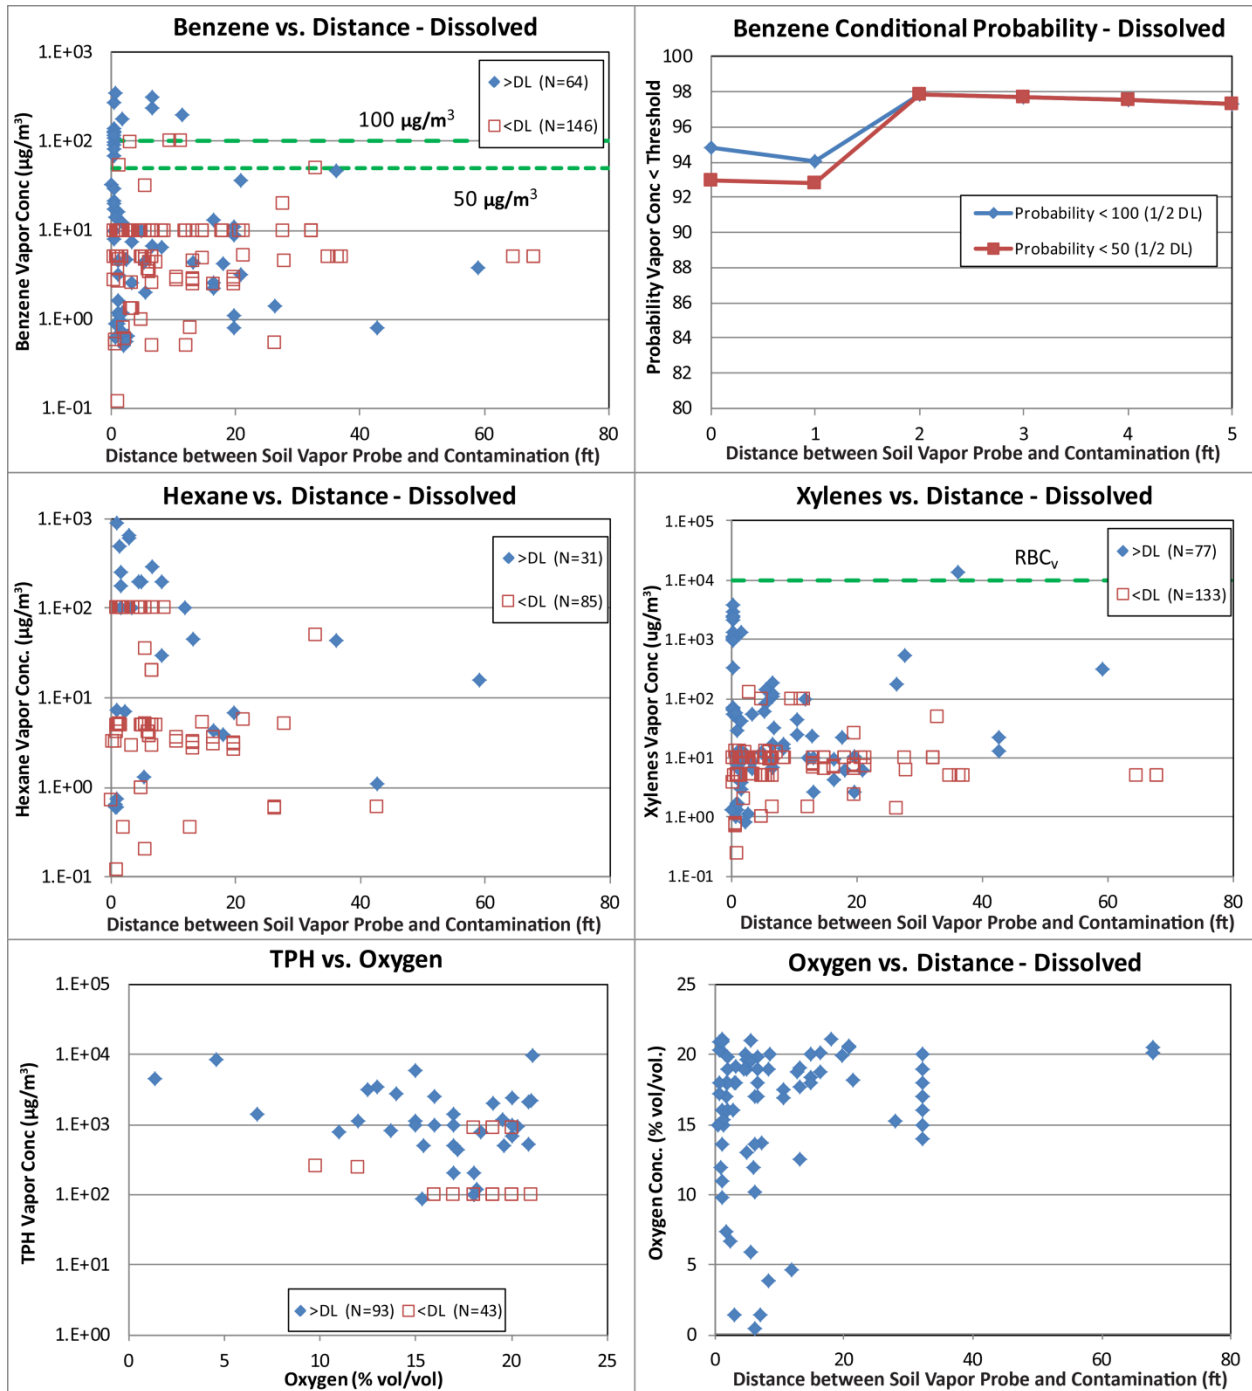 Benzene vs. Distance - Dissolved
1.E+03
1.E+02
1.E+01
1.E+00
1.E-01
Benzene Vapor Conc (µg/m³)
>DL (N=64)
<DL (N=146)
100 µg/m³
50 µg/m³
0 20 40 60 80
Distance between Soil Vapor Probe and Contamination (ft)
Benzene Conditional Probability - Dissolved
100
98
96
94
92
90
88
86
84
82
80
Probability Vapor Conc < Threshold
Probability < 100 (1/2 DL)
Probability < 50 (1/2 DL)
0 1 2 3 4 5
Distance between Soil Vapor Probe and Contamination (ft)
Hexane vs. Distance - Dissolved
1.E+03
1.E+02
1.E+01
1.E+00
1.E-01
Hexane Vapor Conc. (µg/m³)
>DL (N=31)
<DL (N=85)
0 20 40 60 80
Distance between Soil Vapor Probe and Contamination (ft)
Xylenes vs. Distance - Dissolved
1.E+05
1.E+04
1.E+03
1.E+02
1.E+01
1.E+00
1.E-01
Xylenes Vapor Conc (ug/m³)
RBCᵥ
>DL (N=77)
<DL (N=133)
0 20 40 60 80
Distance between Soil Vapor Probe and Contamination (ft)
TPH vs. Oxygen
1.E+05
1.E+04
1.E+03
1.E+02
1.E+01
1.E+00
TPH Vapor Conc (µg/m³)
>DL (N=93) <DL (N=43)
0 5 10 15 20 25
Oxygen (% vol/vol)
Oxygen vs. Distance - Dissolved
25
20
15
10
5
0
Oxygen Conc. (% vol/vol.)
0 20 40 60 80
Distance between Soil Vapor Probe and Contamination (ft)